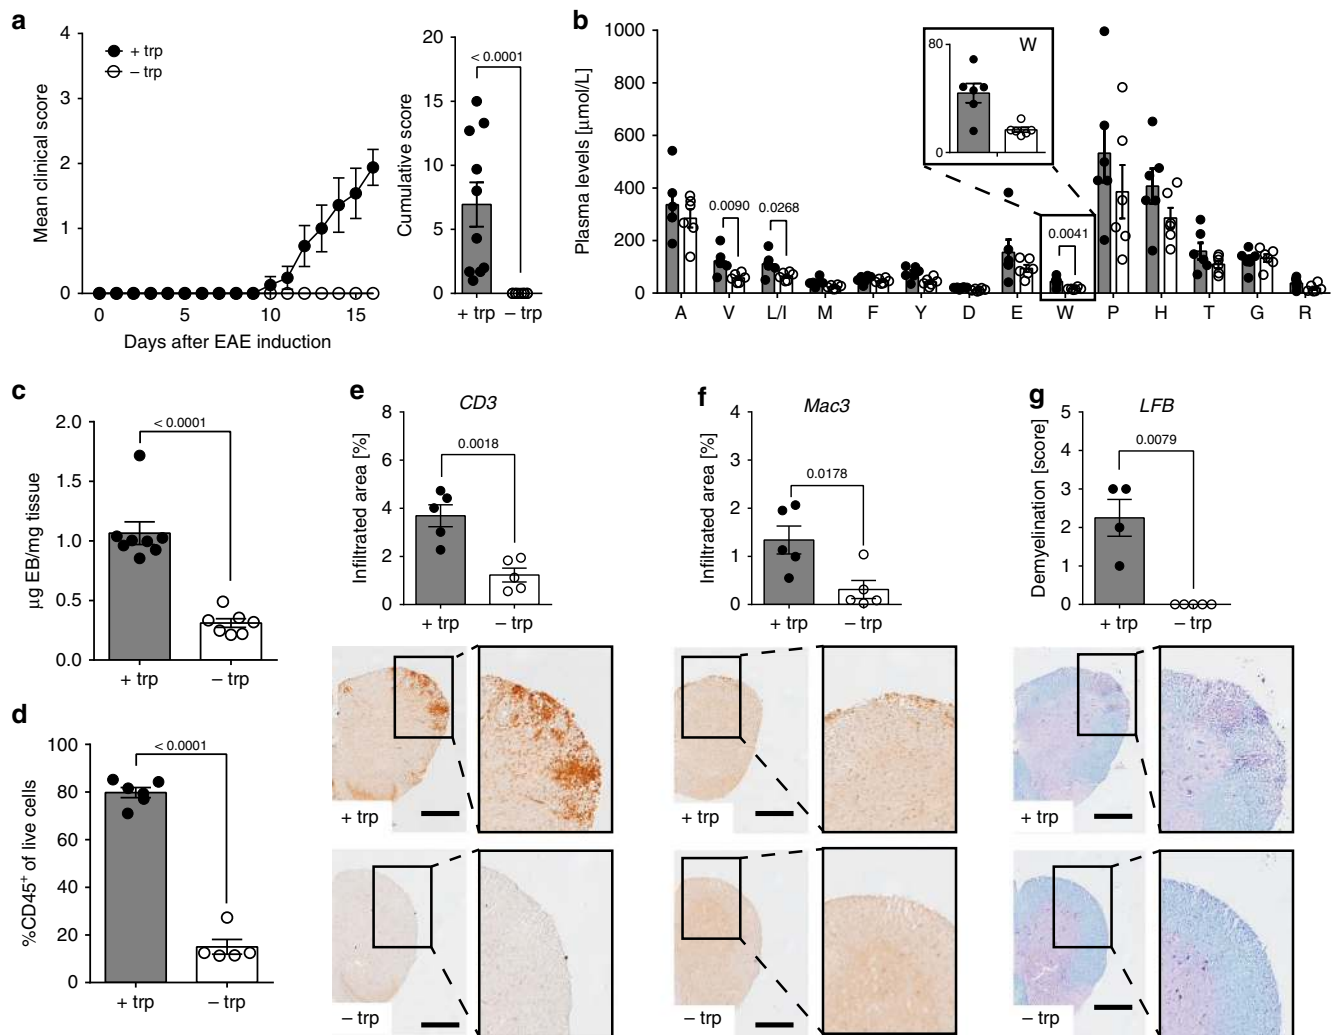 a
4
3
2
1
0
Mean clinical score
+ trp
− trp
0
5
10
15
Days after EAE induction
20
15
10
5
0
Cumulative score
< 0.0001
+ trp
− trp
b
1000
800
600
400
200
0
Plasma levels [µmol/L]
80
0
W
0.0090
0.0268
0.0041
A
V
L/I
M
F
Y
D
E
W
P
H
T
G
R
c
2.0
1.5
1.0
0.5
0.0
µg EB/mg tissue
< 0.0001
+ trp
− trp
d
100
80
60
40
20
0
%CD45⁺ of live cells
< 0.0001
+ trp
− trp
e
CD3
8
6
4
2
0
Infiltrated area [%]
0.0018
+ trp
− trp
+ trp
− trp
f
Mac3
4
3
2
1
0
Infiltrated area [%]
0.0178
+ trp
− trp
+ trp
− trp
g
LFB
5
4
3
2
1
0
Demyelination [score]
0.0079
+ trp
− trp
+ trp
− trp